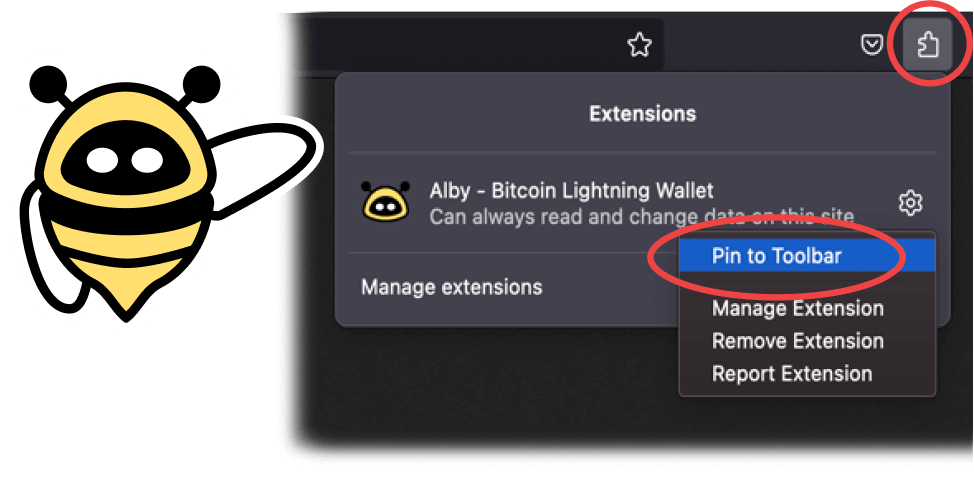 Extensions
Alby - Bitcoin Lightning Wallet
Can always read and change data on this site
Pin to Toolbar
Manage extensions
Manage Extension
Remove Extension
Report Extension